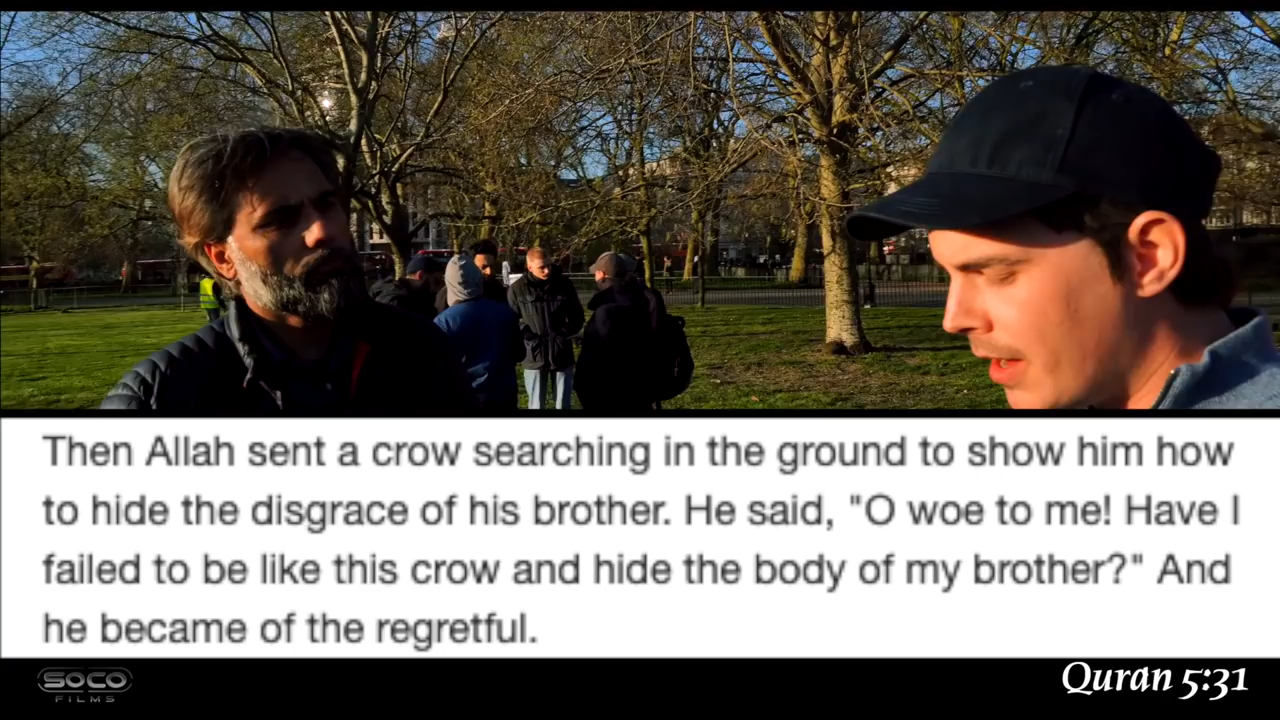 Then Allah sent a crow searching in the ground to show him how
to hide the disgrace of his brother. He said, "O woe to me! Have I
failed to be like this crow and hide the body of my brother?" And
he became of the regretful.
SOCO
FILMS
Quran 5:31